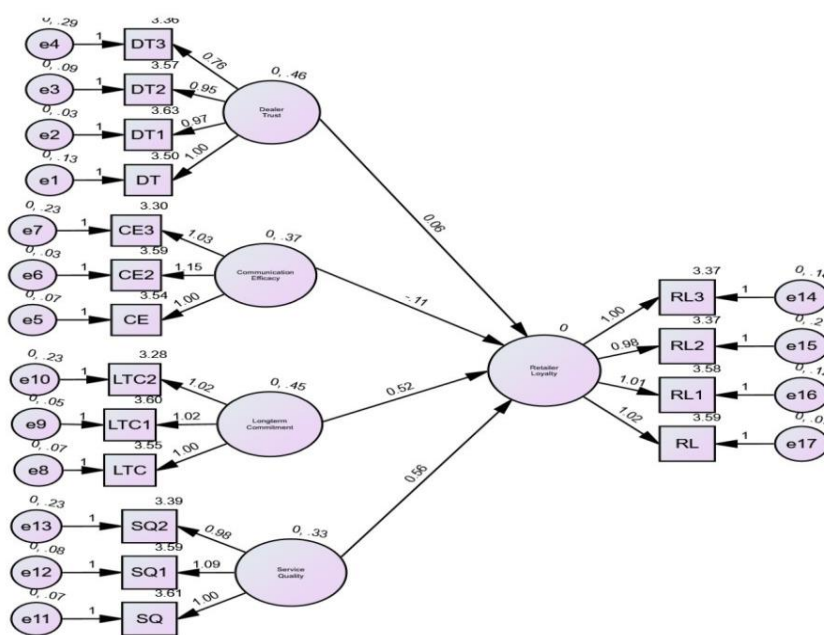 0, .29
e4
1
3.36
DT3
0.76
0, .09
e3
1
3.57
DT2
0.95
0, .03
e2
1
3.63
DT1
0.97
0, .13
e1
1
3.50
DT
1.00
0, .46
Dealer
Trust
0.06
0, .23
e7
1
3.30
CE3
1.03
0, .03
e6
1
3.59
CE2
1.15
0, .07
e5
1
3.54
CE
1.00
0, .37
Communication
Efficacy
-.11
0, .23
e10
1
3.28
LTC2
1.02
0, .05
e9
1
3.60
LTC1
1.02
0, .07
e8
1
3.55
LTC
1.00
0, .45
Longterm
Commitment
0.52
0, .23
e13
1
3.39
SQ2
0.98
0, .08
e12
1
3.59
SQ1
1.09
0, .07
e11
1
3.61
SQ
1.00
0, .33
Service
Quality
0.56
0
Retailer
Loyalty
1.00
3.37
RL3
1
e14
0.98
3.37
RL2
1
e15
1.01
3.58
RL1
1
e16
1.02
3.59
RL
1
e17